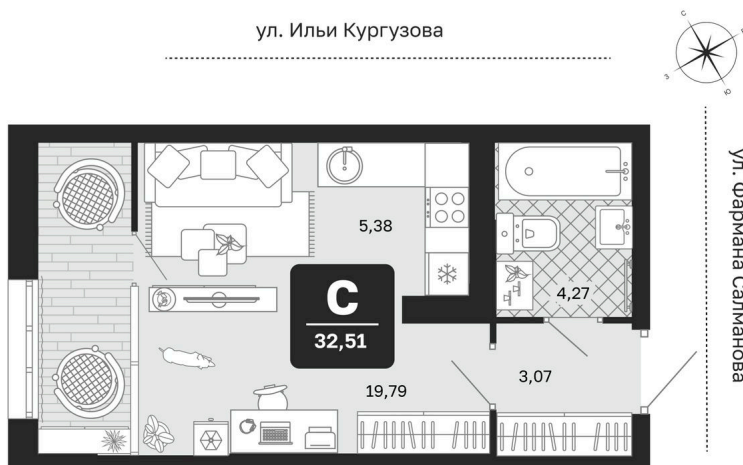 ул. Ильи Кургузова
С
З
Ю
ул. Фармана Салманова
5,38
С
32,51
4,27
19,79
3,07